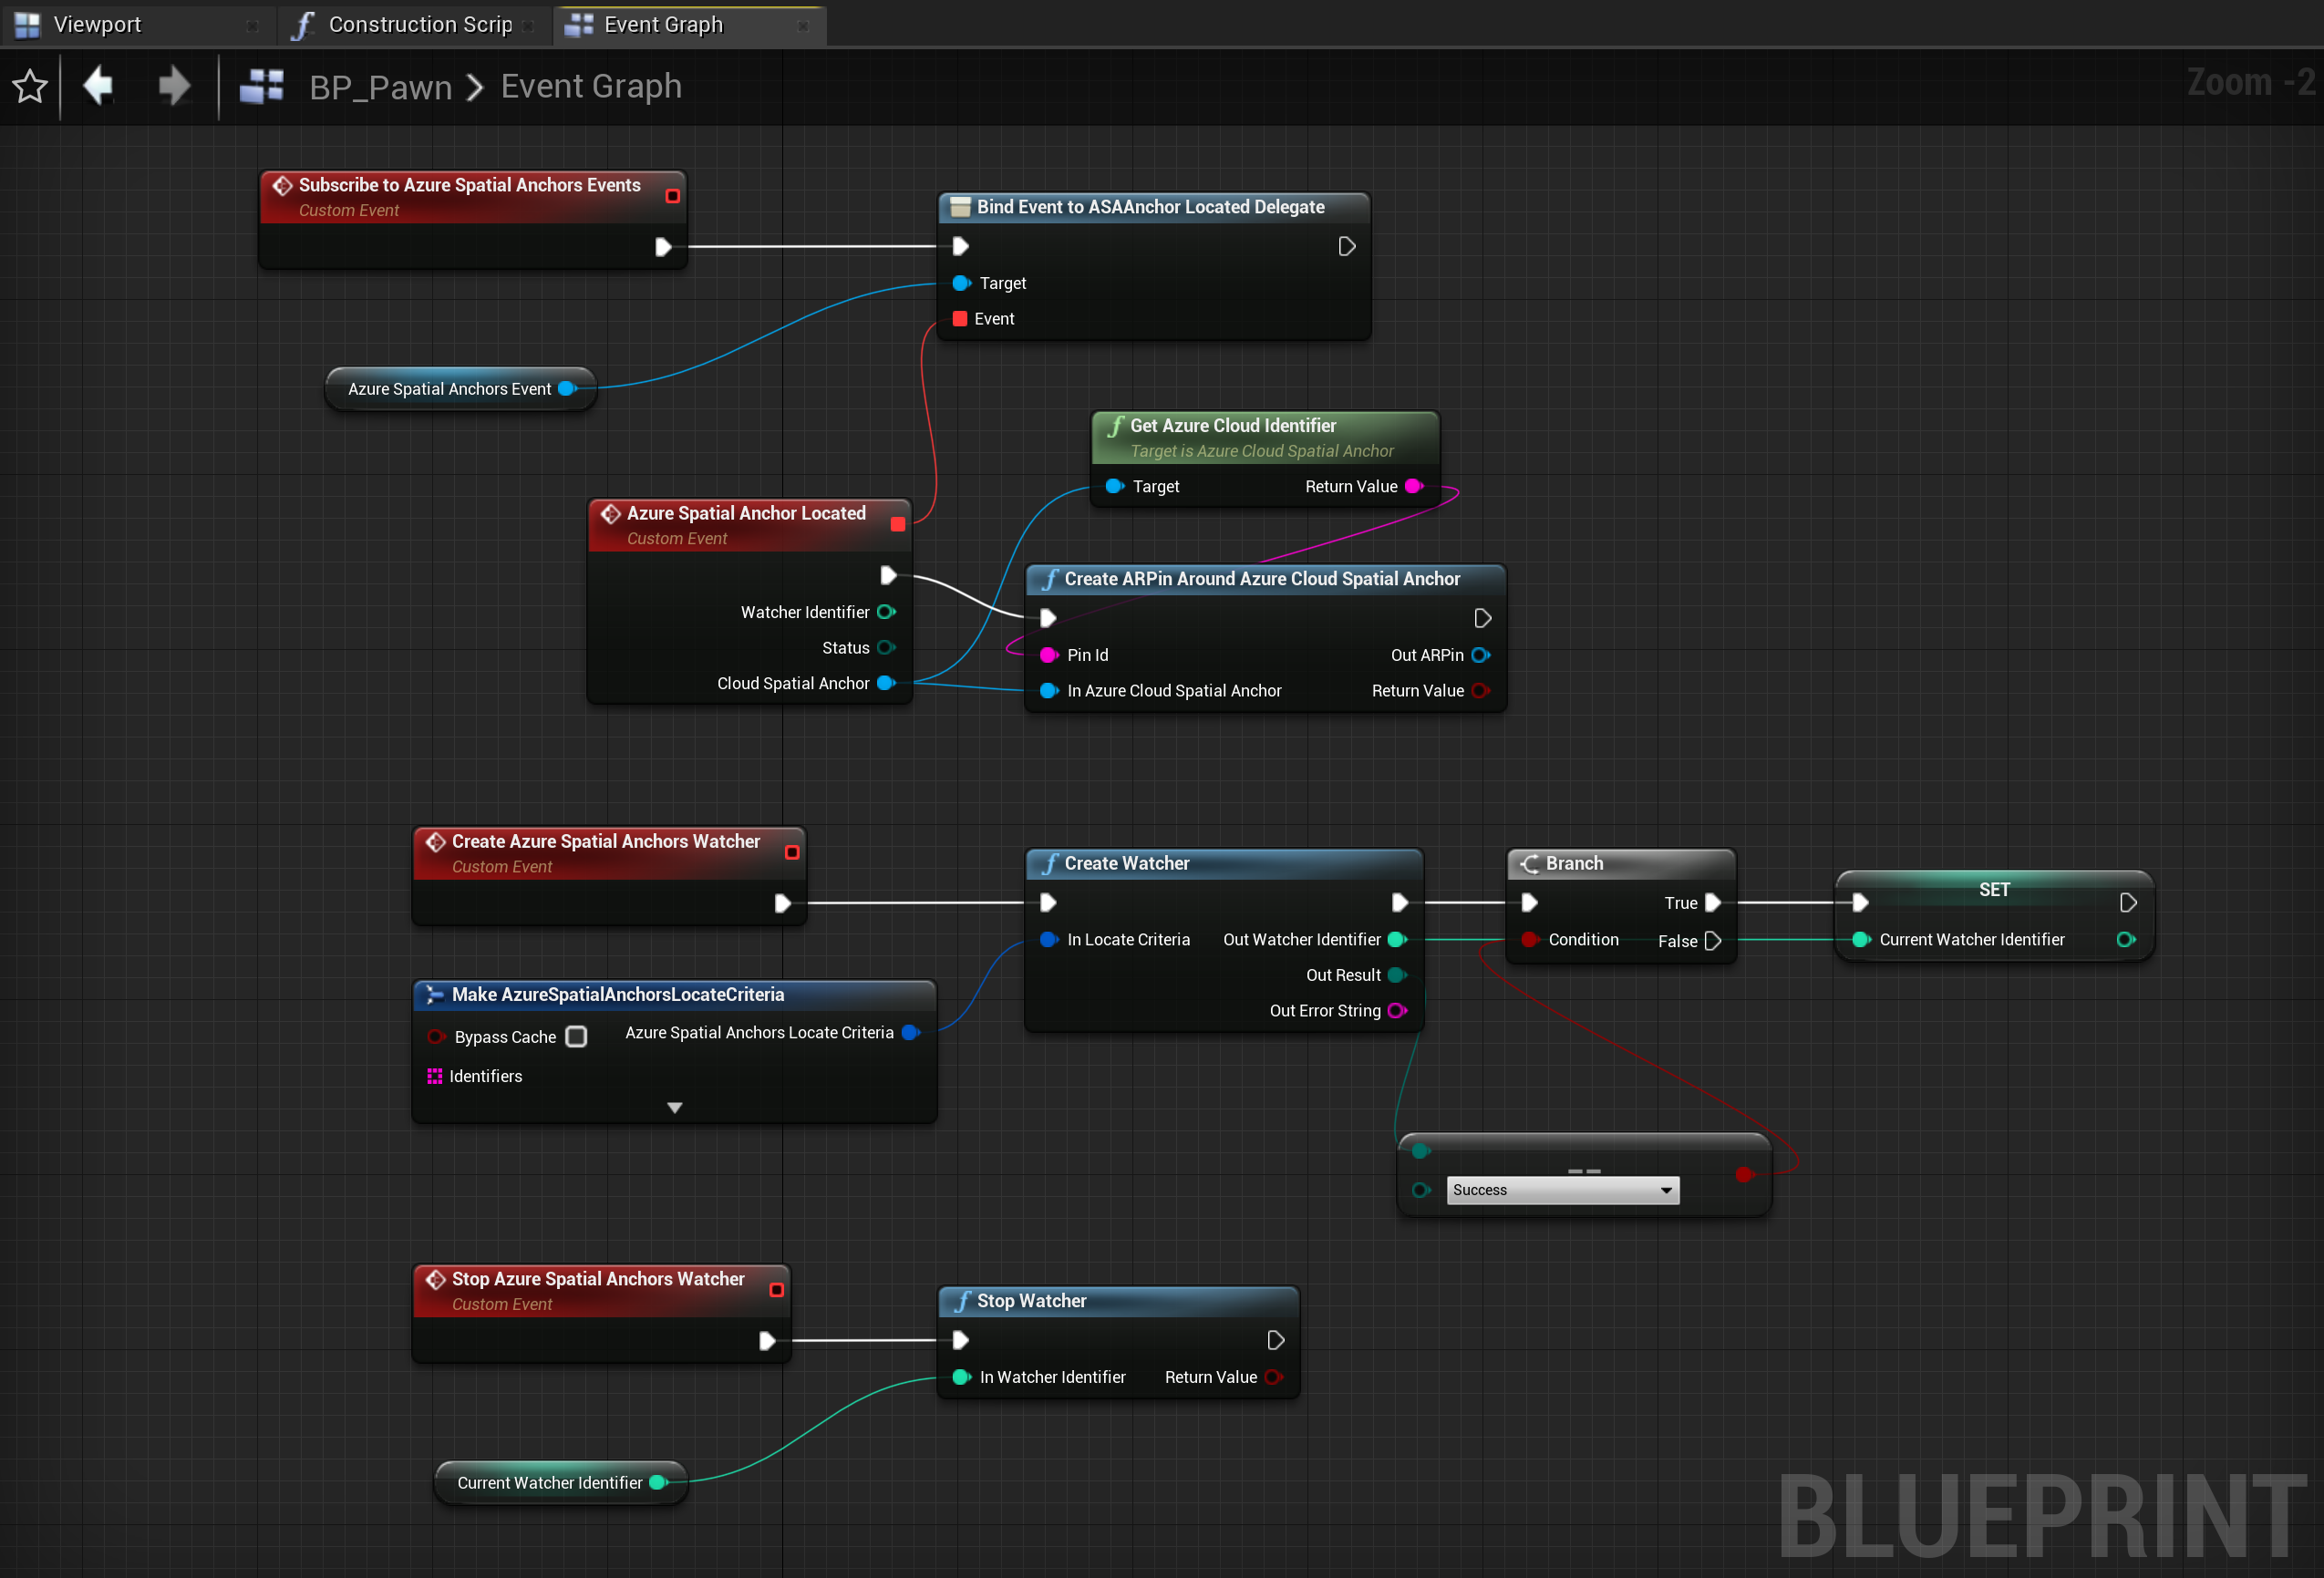 Viewport
Construction Scrip
Event Graph
BP_Pawn > Event Graph
Zoom -2
Subscribe to Azure Spatial Anchors Events
Custom Event
Bind Event to ASAAnchor Located Delegate
Target
Event
Azure Spatial Anchors Event
Get Azure Cloud Identifier
Target is Azure Cloud Spatial Anchor
Target
Return Value
Azure Spatial Anchor Located
Custom Event
Watcher Identifier
Status
Cloud Spatial Anchor
Create ARPin Around Azure Cloud Spatial Anchor
Pin Id
Out ARPin
In Azure Cloud Spatial Anchor
Return Value
Create Azure Spatial Anchors Watcher
Custom Event
Create Watcher
In Locate Criteria
Out Watcher Identifier
Out Result
Out Error String
Branch
True
Condition
False
SET
Current Watcher Identifier
Make AzureSpatialAnchorsLocateCriteria
Bypass Cache
Azure Spatial Anchors Locate Criteria
Identifiers
==
Success
Stop Azure Spatial Anchors Watcher
Custom Event
Stop Watcher
In Watcher Identifier
Return Value
Current Watcher Identifier
BLUEPRINT